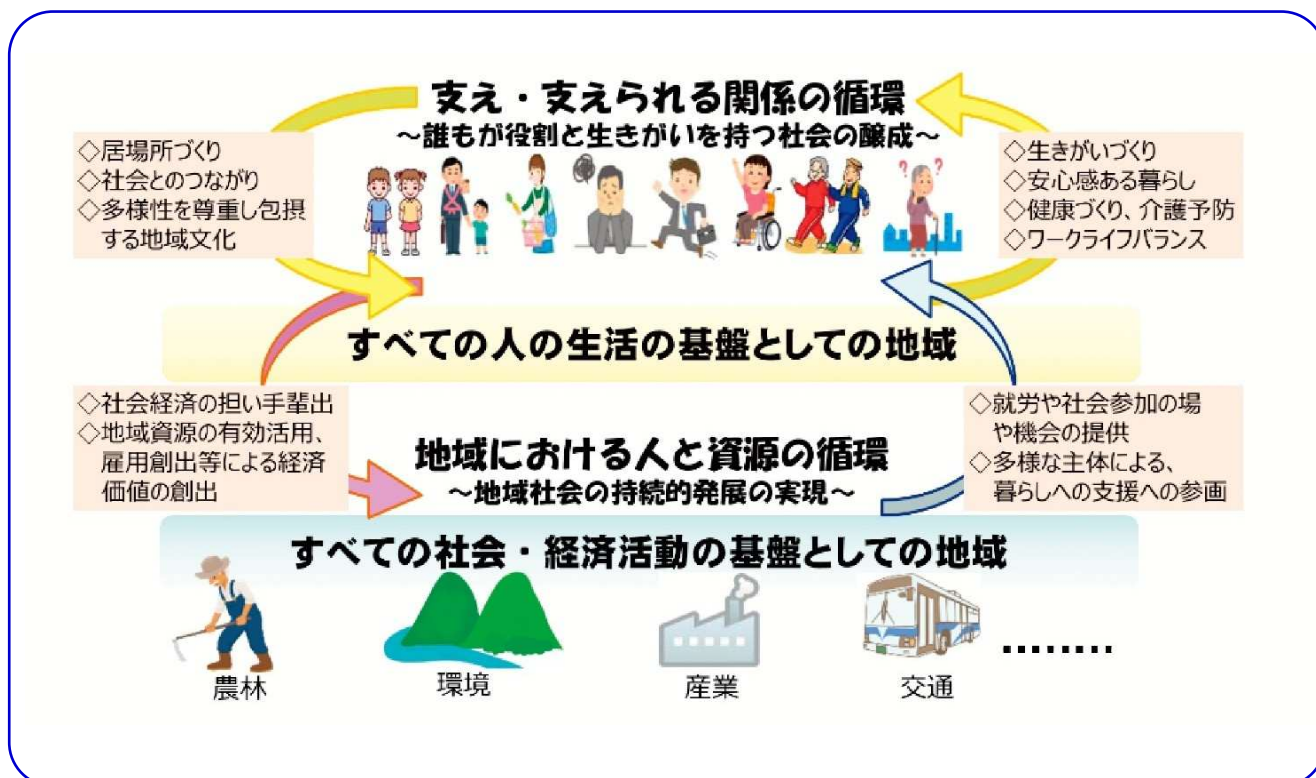 支え・支えられる関係の循環
~誰もが役割と生きがいを持つ社会の醸成~
◇居場所づくり
◇社会とのつながり
◇多様性を尊重し包摂
する地域文化
◇生きがいづくり
◇安心感ある暮らし
◇健康づくり、介護予防
◇ワークライフバランス
? ?
すべての人の生活の基盤としての地域
◇社会経済の担い手輩出
◇地域資源の有効活用、
雇用創出等による経済
価値の創出
地域における人と資源の循環
~地域社会の持続的発展の実現~
◇就労や社会参加の場
や機会の提供
◇多様な主体による、
暮らしへの支援への参画
すべての社会・経済活動の基盤としての地域
農林
環境
産業
交通
………